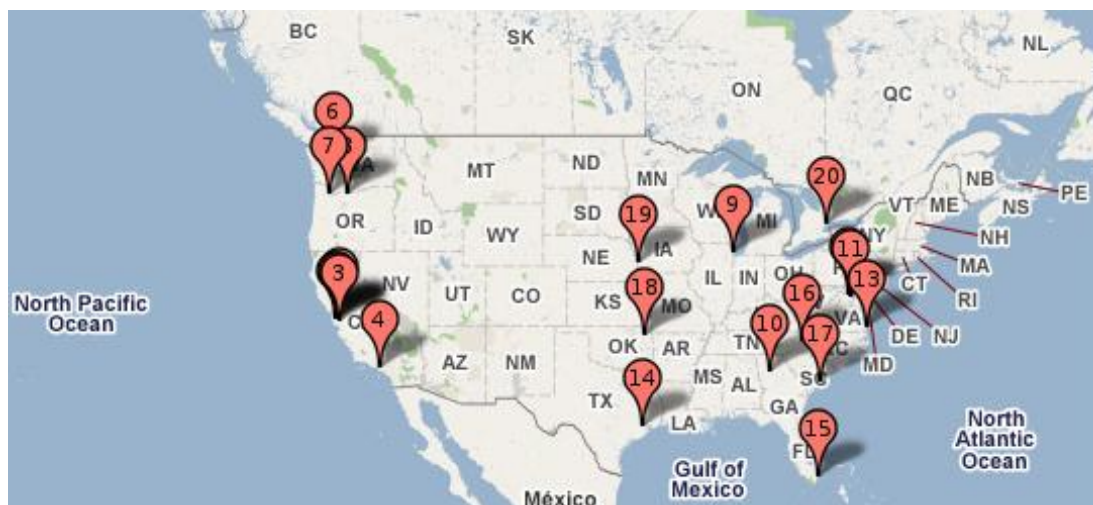 BC
SK
NL
ON
QC
6
7
MT
ND
MN
NB
PE
20
VT
ME
NS
OR
ID
SD
19
9
MI
NH
WY
IA
11
NY
MA
3
NV
NE
OH
13
CT
RI
UT
CO
IL
IN
North Pacific
Ocean
KS
18
MO
16
VA
DE
NJ
4
10
17
AZ
NM
OK
AR
TN
MD
MS
AL
SC
14
TX
GA
LA
15
FL
North
Atlantic
Ocean
Gulf of
Mexico
México